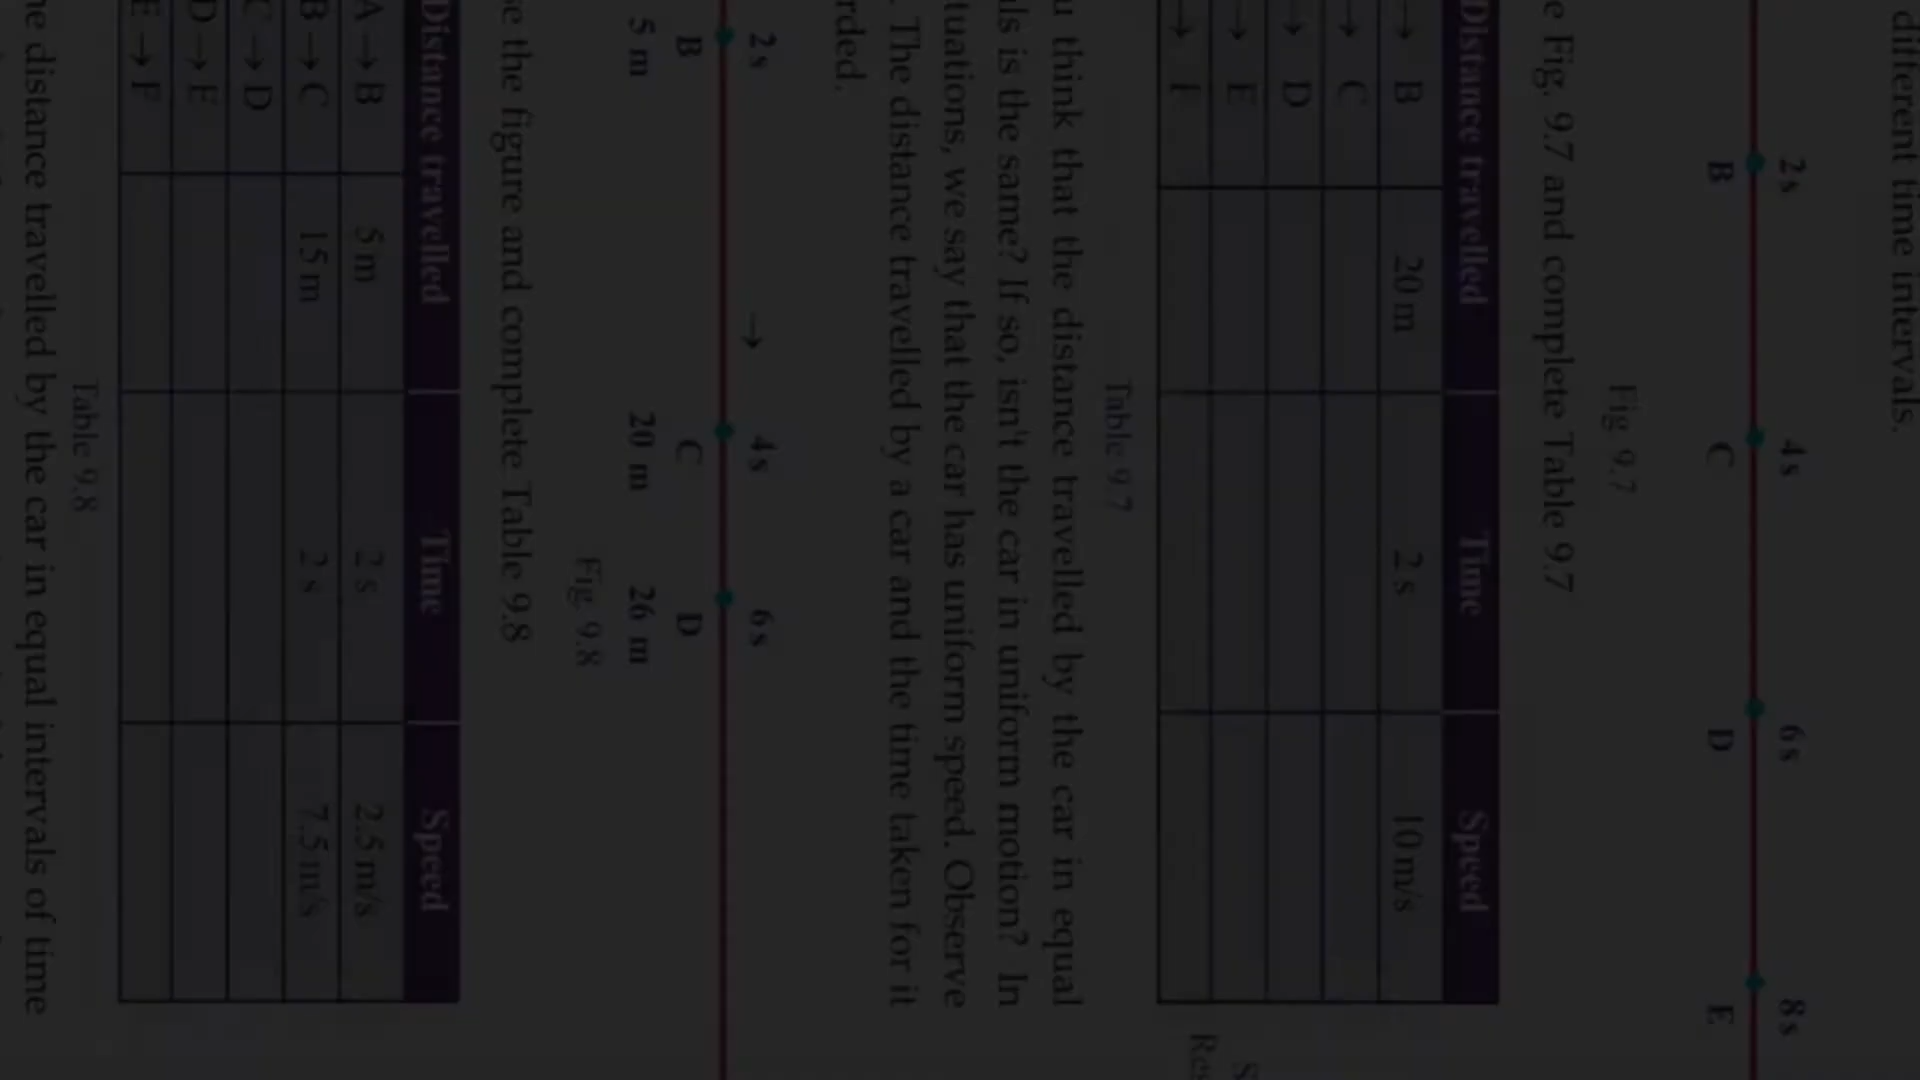 different time intervals.
2 s 4 s 6 s 8 s
B C D E
Fig. 9.7
Fig. 9.7 and complete Table 9.7
Distance travelled Time Speed
→ B 20 m 2 s 10 m/s
→ C
→ D
→ E
→ F
Table 9.7
think that the distance travelled by the car in equal
is the same? If so, isn't the car in uniform motion? In
we say that the car has uniform speed. Observe
The distance travelled by a car and the time taken for it
→
2 s 4 s 6 s
B C D
5 m 20 m 26 m
Fig. 9.8
the figure and complete Table 9.8
Distance travelled Time Speed
A → B 5 m 2 s 2.5 m/s
B → C 15 m 2 s 7.5 m/s
C → D
D → E
E → F
Table 9.8
distance travelled by the car in equal intervals of time